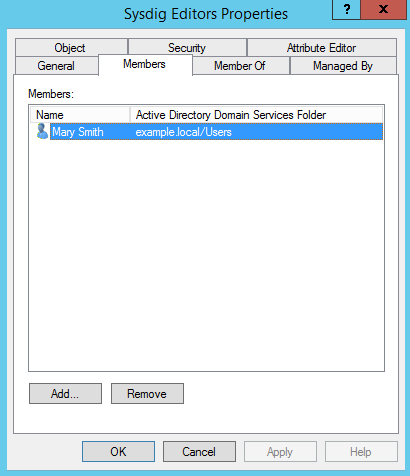 Sysdig Editors Properties
? x
Object Security Attribute Editor
General Members Member Of Managed By
Members:
Name Active Directory Domain Services Folder
Mary Smith example.local/Users
Add... Remove
OK Cancel Apply Help